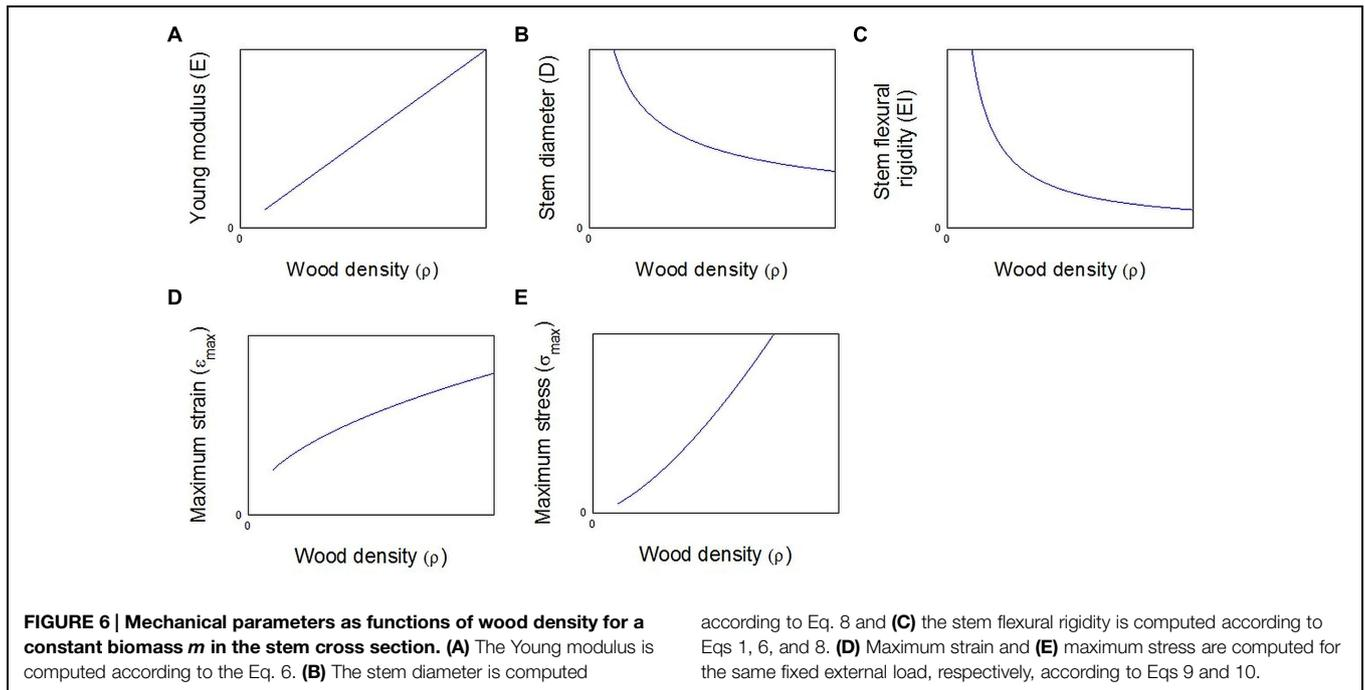 A
Young modulus (E)
0
0
Wood density (ρ)
B
Stem diameter (D)
0
0
Wood density (ρ)
C
Stem flexural
rigidity (EI)
0
0
Wood density (ρ)
D
Maximum strain (εmax)
0
0
Wood density (ρ)
E
Maximum stress (σmax)
0
0
Wood density (ρ)
FIGURE 6 | Mechanical parameters as functions of wood density for a
constant biomass m in the stem cross section. (A) The Young modulus is
computed according to the Eq. 6. (B) The stem diameter is computed
according to Eq. 8 and (C) the stem flexural rigidity is computed according to
Eqs 1, 6, and 8. (D) Maximum strain and (E) maximum stress are computed for
the same fixed external load, respectively, according to Eqs 9 and 10.